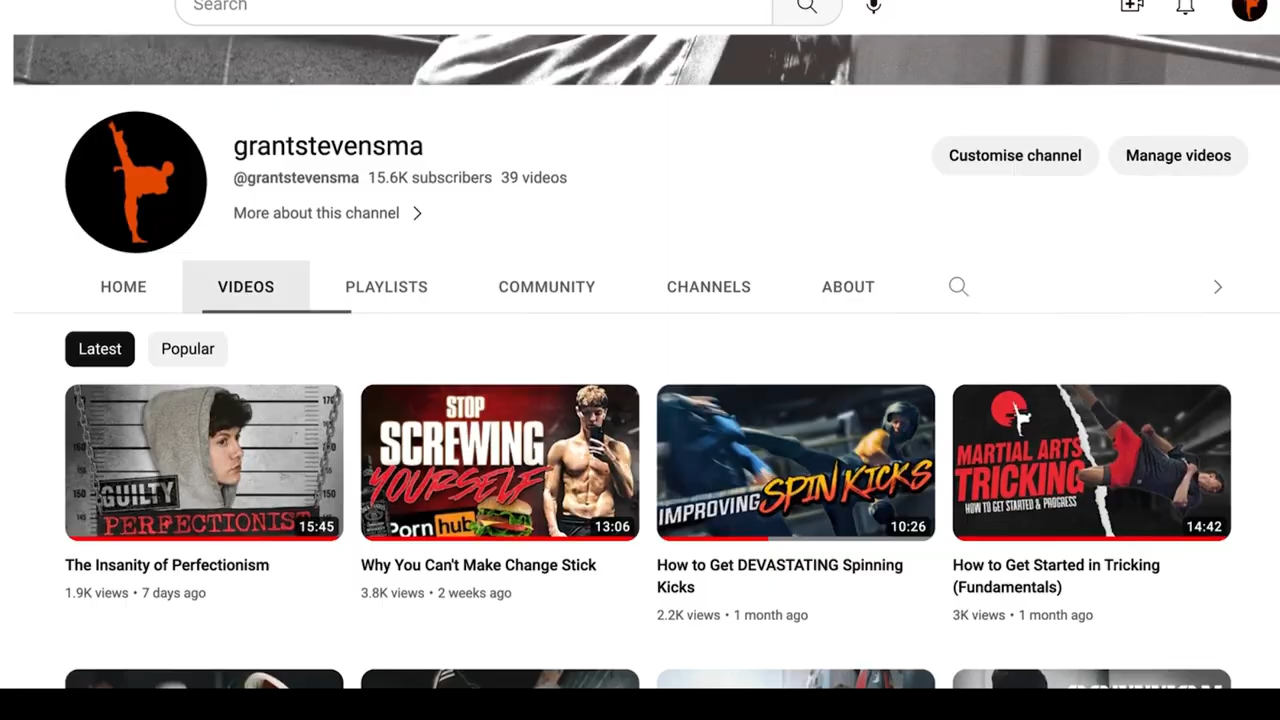 Search
grantstevensma
@grantstevensma 15.6K subscribers 39 videos
More about this channel
Customise channel
Manage videos
HOME
VIDEOS
PLAYLISTS
COMMUNITY
CHANNELS
ABOUT
Latest
Popular
GUILTY
PERFECTIONIST
170
160
150
150
15:45
STOP
SCREWING
YOURSELF
Pornhub
13:06
IMPROVING SPIN KICKS
10:26
MARTIAL ARTS
TRICKING
HOW TO GET STARTED & PROGRESS
14:42
The Insanity of Perfectionism
1.9K views • 7 days ago
Why You Can't Make Change Stick
3.8K views • 2 weeks ago
How to Get DEVASTATING Spinning
Kicks
2.2K views • 1 month ago
How to Get Started in Tricking
(Fundamentals)
3K views • 1 month ago